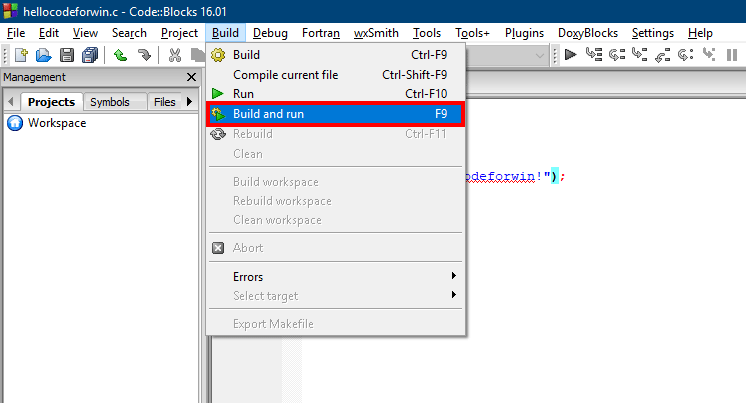 hellocodeforwin.c - Code::Blocks 16.01
File Edit View Search Project Build Debug Fortran wxSmith Tools Tools+ Plugins DoxyBlocks Settings Help
Management
Projects Symbols Files
Workspace
Build Ctrl-F9
Compile current file Ctrl-Shift-F9
Run Ctrl-F10
Build and run F9
Rebuild Ctrl-F11
Clean
Build workspace
Rebuild workspace
Clean workspace
Abort
Errors
Select target
Export Makefile
odeforwin!");